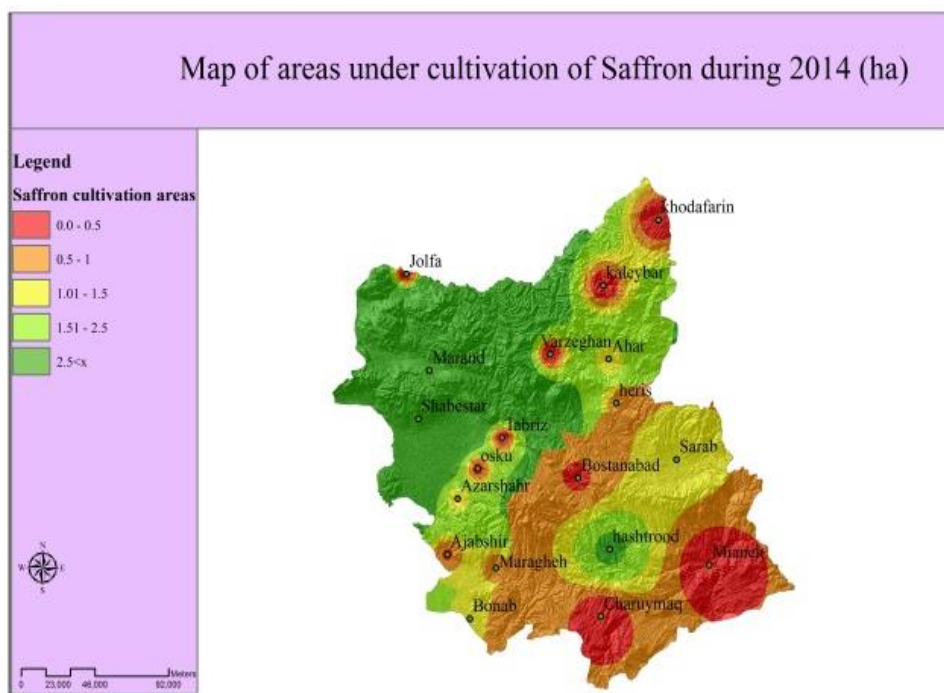 Map of areas under cultivation of Saffron during 2014 (ha)
Legend
Saffron cultivation areas
0.0 - 0.5
0.5 - 1
1.01 - 1.5
1.51 - 2.5
2.5<x
khodafarin
Jolfa
kaleybar
Varzeghan
Ahar
Marand
heris
Shabestar
Tabriz
Sarab
osku
Bostanabad
Azarshahr
hashtrood
Ajabshir
Maragheh
Mianeh
Bonab
Charuymaq
N
W E
S
Meters
0 23,000 46,000 92,000